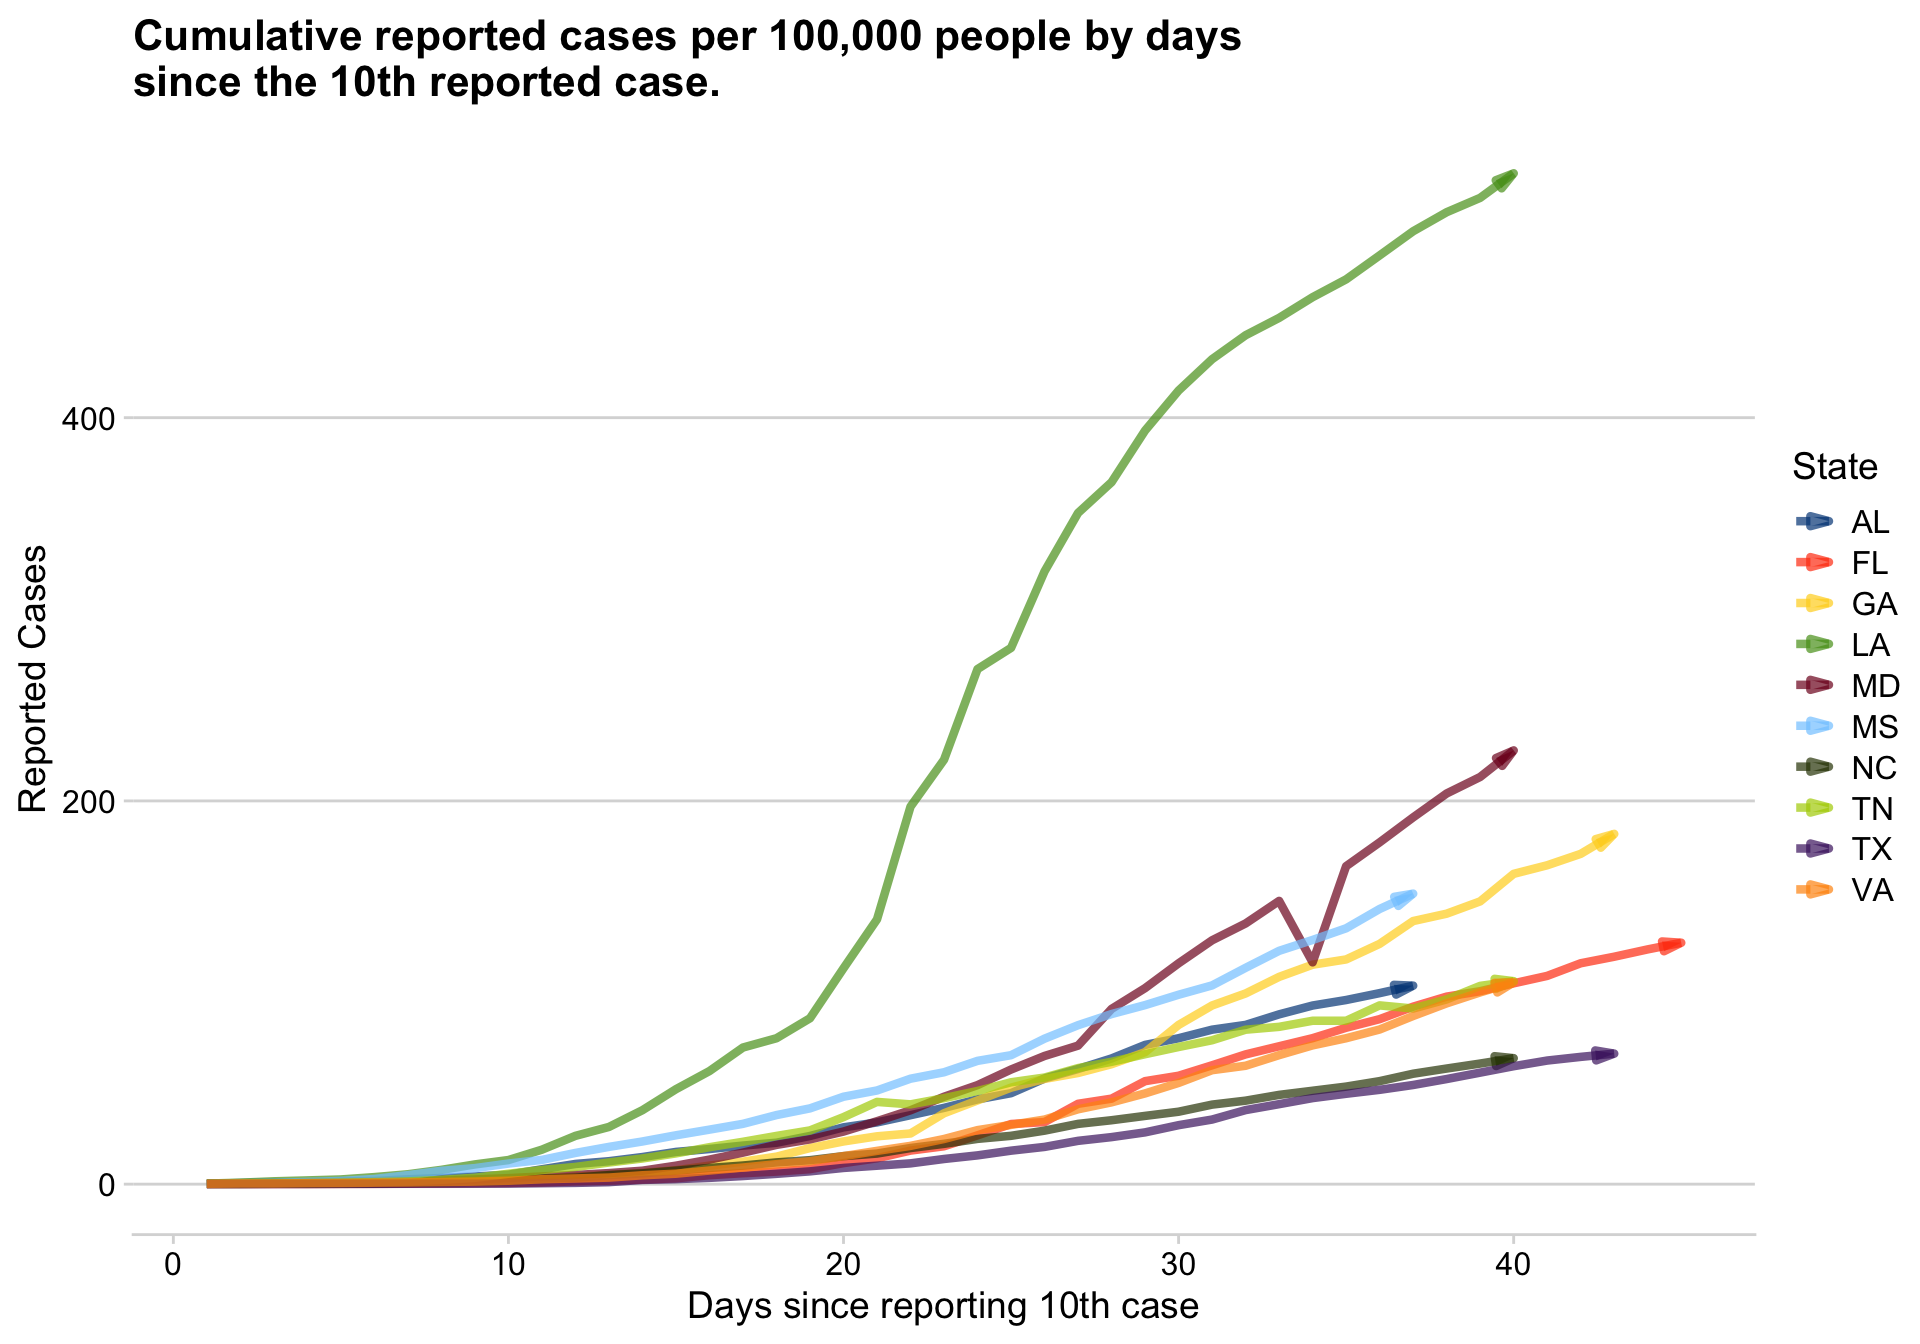 Cumulative reported cases per 100,000 people by days
since the 10th reported case.
Reported Cases
400
200
0
0 10 20 30 40
Days since reporting 10th case
State
AL
FL
GA
LA
MD
MS
NC
TN
TX
VA